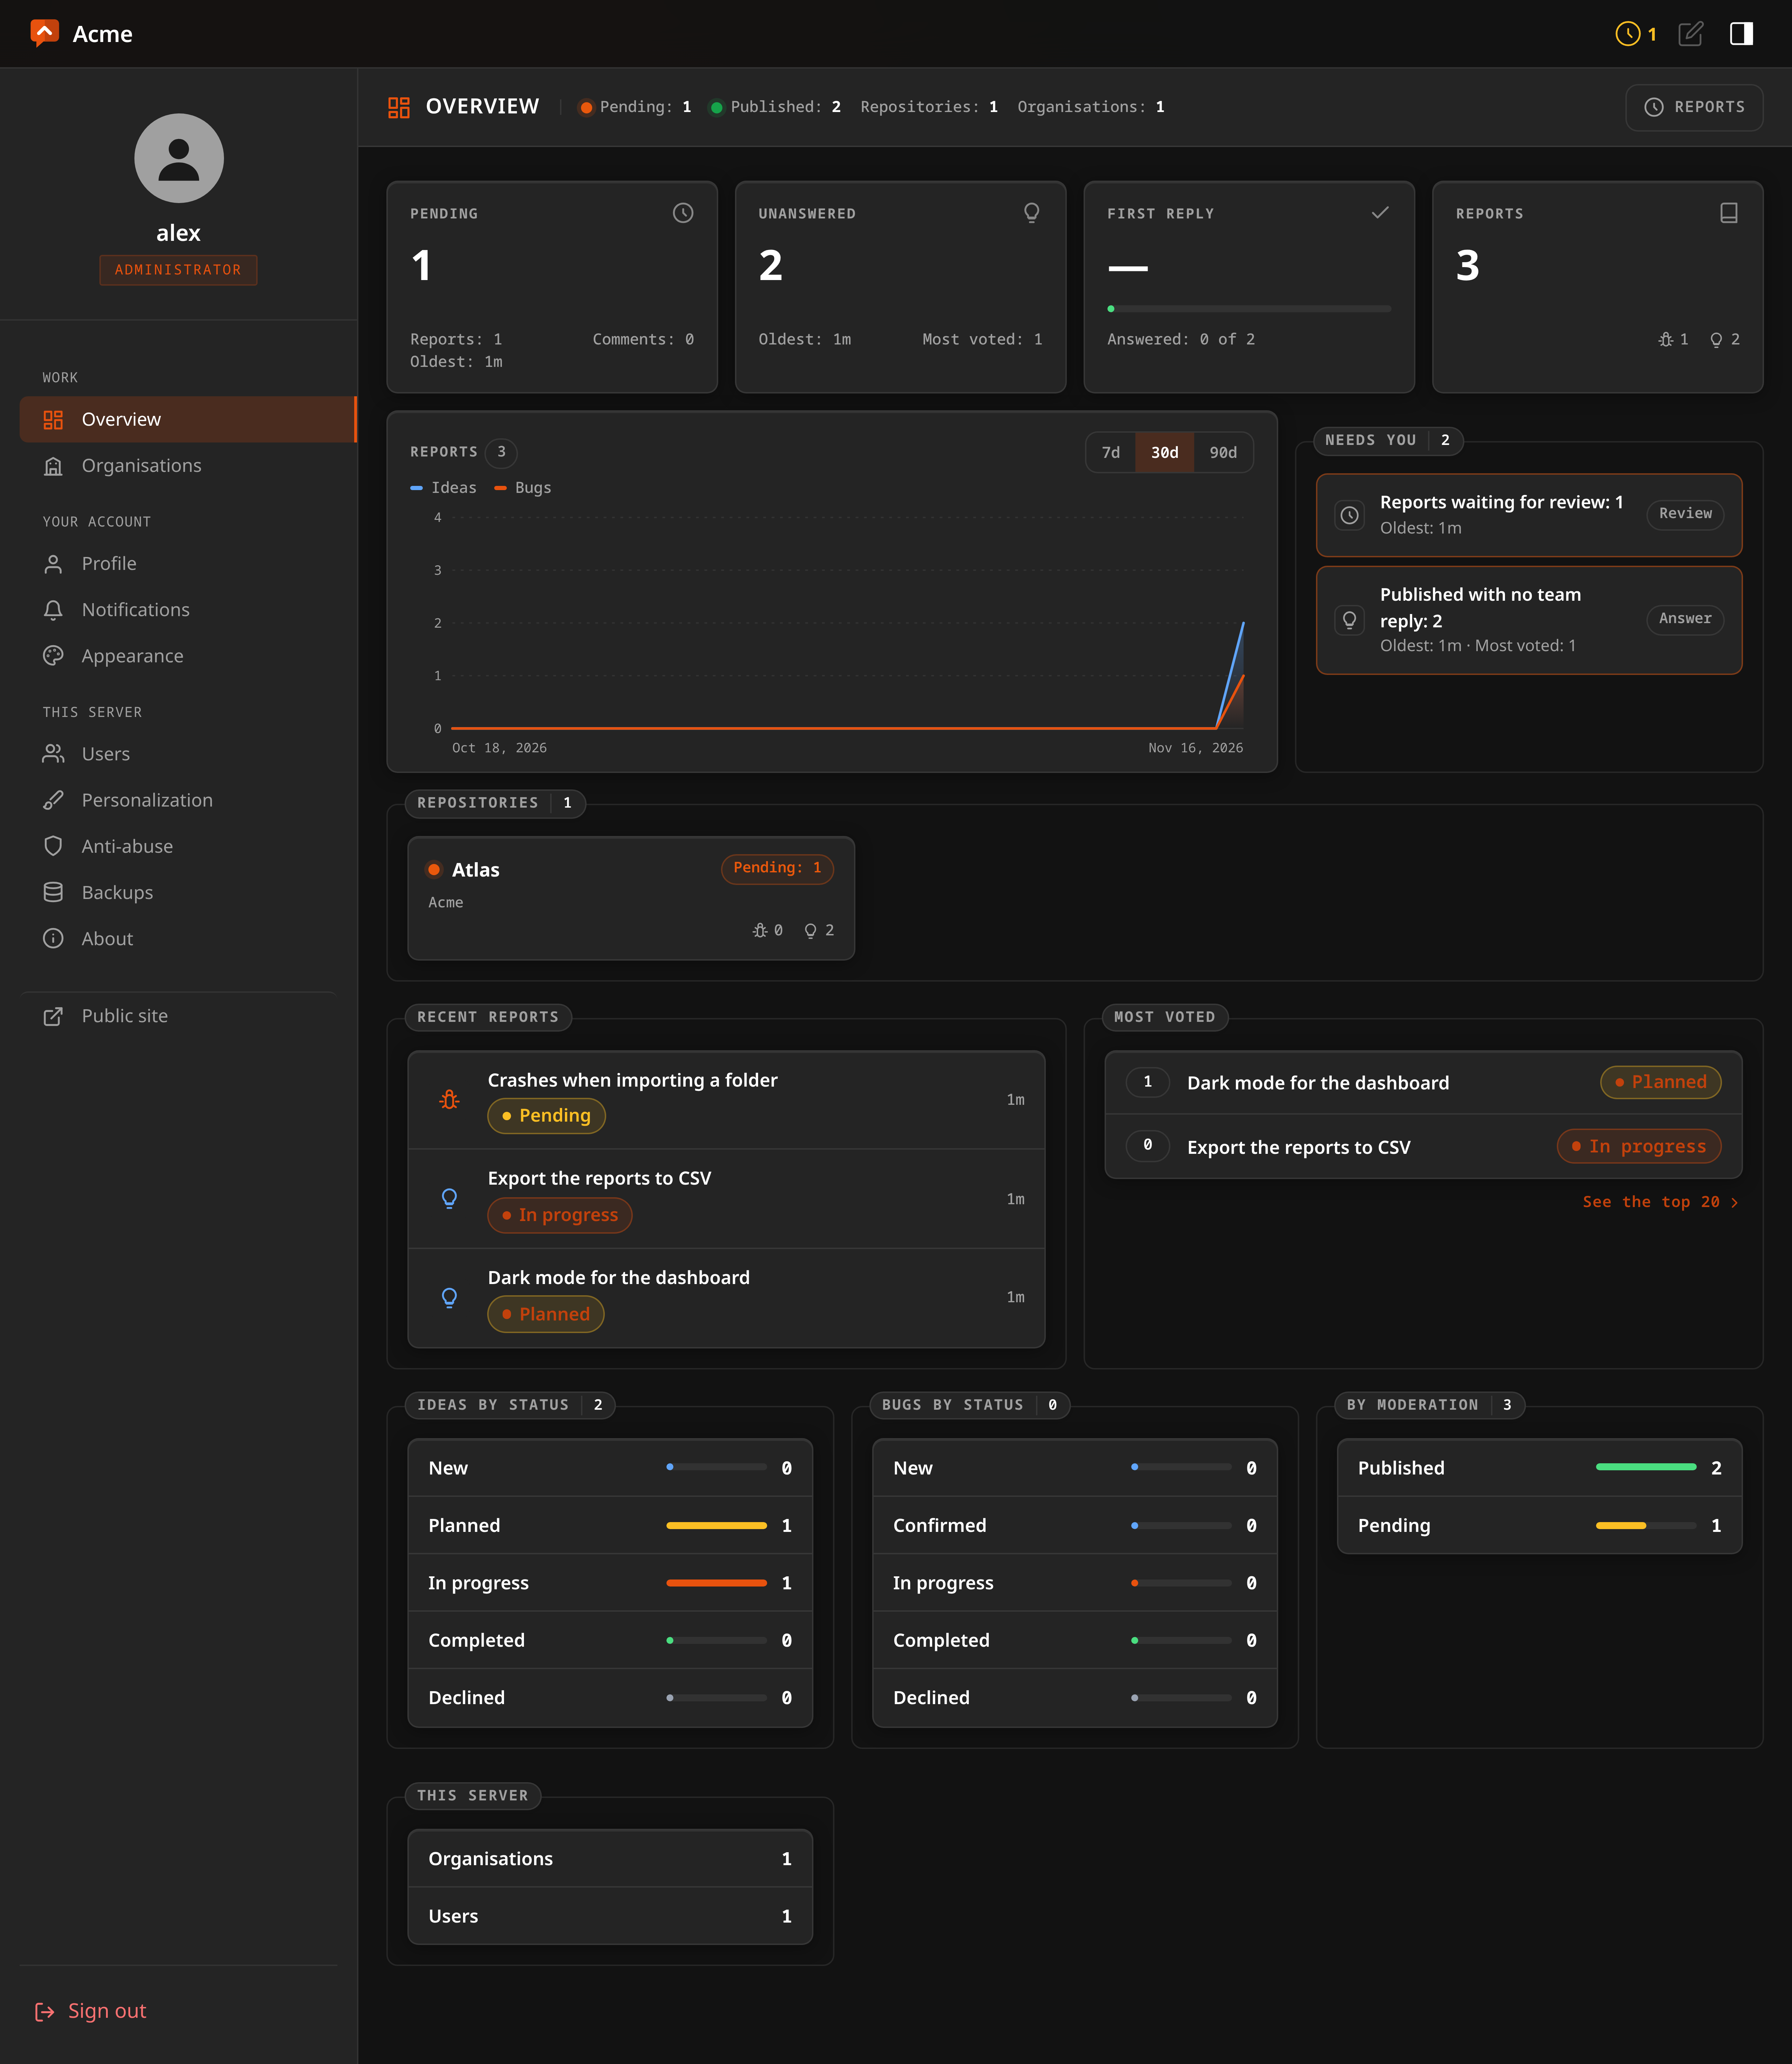 Acme
1
alex
ADMINISTRATOR
WORK
Overview
Organisations
YOUR ACCOUNT
Profile
Notifications
Appearance
THIS SERVER
Users
Personalization
Anti-abuse
Backups
About
Public site
Sign out
OVERVIEW
Pending: 1
Published: 2
Repositories: 1
Organisations: 1
REPORTS
PENDING
1
Reports: 1
Comments: 0
Oldest: 1m
UNANSWERED
2
Oldest: 1m
Most voted: 1
FIRST REPLY
—
Answered: 0 of 2
REPORTS
3
1
2
REPORTS 3
7d 30d 90d
Ideas Bugs
4
3
2
1
0
Oct 18, 2026
Nov 16, 2026
NEEDS YOU 2
Reports waiting for review: 1
Oldest: 1m
Review
Published with no team
reply: 2
Oldest: 1m · Most voted: 1
Answer
REPOSITORIES 1
Atlas
Pending: 1
Acme
0
2
RECENT REPORTS
Crashes when importing a folder
Pending
1m
Export the reports to CSV
In progress
1m
Dark mode for the dashboard
Planned
1m
MOST VOTED
1 Dark mode for the dashboard Planned
0 Export the reports to CSV In progress
See the top 20
IDEAS BY STATUS 2
New 0
Planned 1
In progress 1
Completed 0
Declined 0
BUGS BY STATUS 0
New 0
Confirmed 0
In progress 0
Completed 0
Declined 0
BY MODERATION 3
Published 2
Pending 1
THIS SERVER
Organisations 1
Users 1